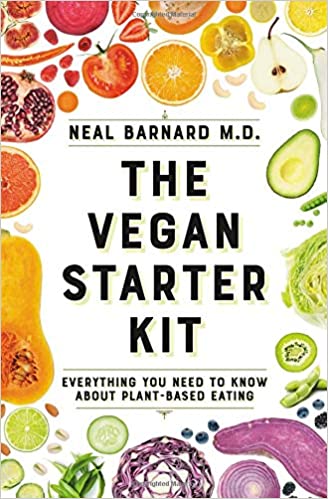 NEAL BARNARD M.D.
THE
VEGAN
STARTER
KIT
EVERYTHING YOU NEED TO KNOW
ABOUT PLANT-BASED EATING